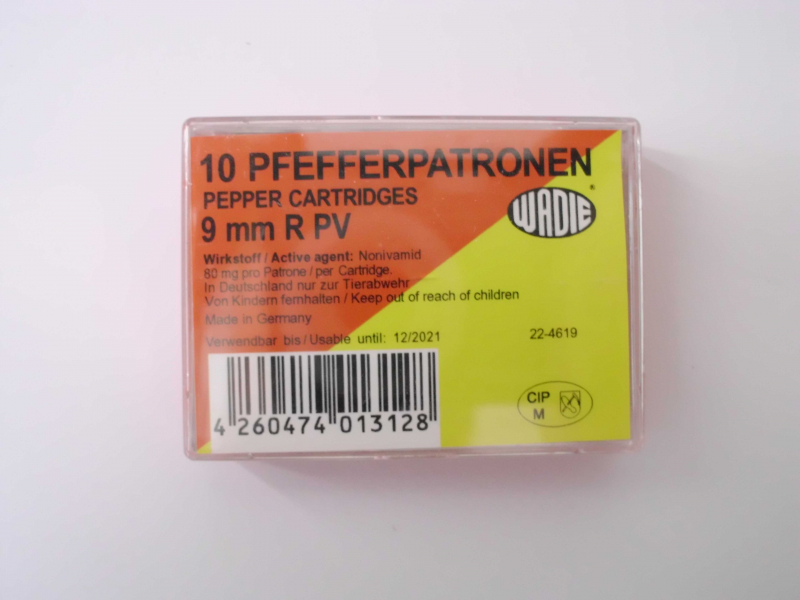 10 PFEFFERPATRONEN
PEPPER CARTRIDGES
9 mm R PV
WADIE®
Wirkstoff / Active agent: Nonivamid
80 mg pro Patrone / per Cartridge.
In Deutschland nur zur Tierabwehr
Von Kindern fernhalten / Keep out of reach of children
Made in Germany
Verwendbar bis / Usable until: 12/2021
22-4619
CIP
M
4 260474 013128